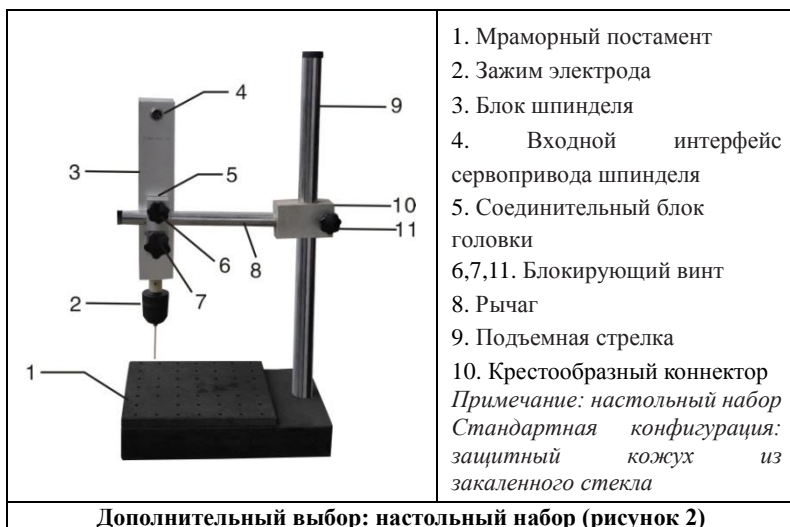 4
9
3
5
10
11
6
8
7
2
1
1. Мраморный постамент
2. Зажим электрода
3. Блок шпинделя
4. Входной интерфейс
сервопривода шпинделя
5. Соединительный блок
головки
6,7,11. Блокирующий винт
8. Рычаг
9. Подъемная стрелка
10. Крестообразный коннектор
Примечание: настольный набор
Стандартная конфигурация:
защитный кожух из
закаленного стекла
Дополнительный выбор: настольный набор (рисунок 2)